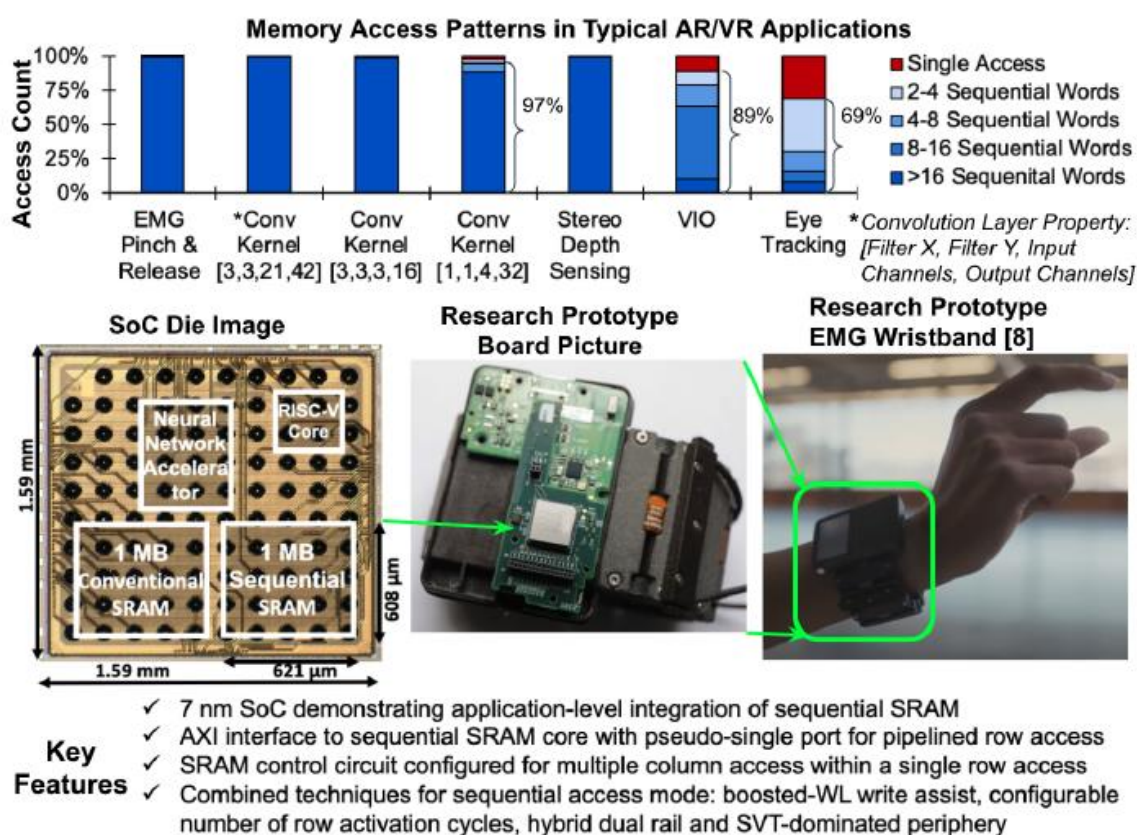 Memory Access Patterns in Typical AR/VR Applications
Access Count
100%
75%
50%
25%
0%
97%
89%
69%
Single Access
2-4 Sequential Words
4-8 Sequential Words
8-16 Sequential Words
>16 Sequenital Words
EMG Pinch & Release
*Conv Kernel [3,3,21,42]
Conv Kernel [3,3,3,16]
Conv Kernel [1,1,4,32]
Stereo Depth Sensing
VIO
Eye Tracking
*Convolution Layer Property:
[Filter X, Filter Y, Input
Channels, Output Channels]
SoC Die Image
Research Prototype
Board Picture
Research Prototype
EMG Wristband [8]
1.59 mm
Neural
Network
Accelera
tor
RISC-V
Core
1 MB
Conventional
SRAM
1 MB
Sequential
SRAM
608 µm
1.59 mm
621 µm
Key
Features
✓ 7 nm SoC demonstrating application-level integration of sequential SRAM
✓ AXI interface to sequential SRAM core with pseudo-single port for pipelined row access
✓ SRAM control circuit configured for multiple column access within a single row access
✓ Combined techniques for sequential access mode: boosted-WL write assist, configurable
number of row activation cycles, hybrid dual rail and SVT-dominated periphery